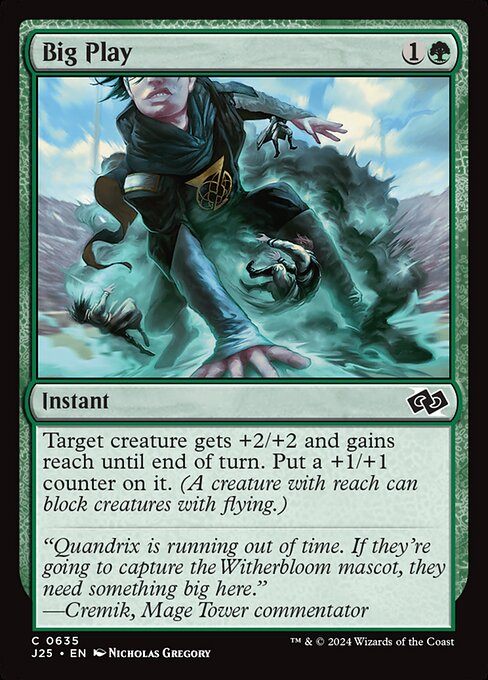 Big Play
1
Instant
Target creature gets +2/+2 and gains
reach until end of turn. Put a +1/+1
counter on it. (A creature with reach can
block creatures with flying.)
“Quandrix is running out of time. If they’re
going to capture the Witherbloom mascot, they
need something big here.”
—Cremik, Mage Tower commentator
C 0635
J25 • EN Nicholas Gregory
™ & © 2024 Wizards of the Coast